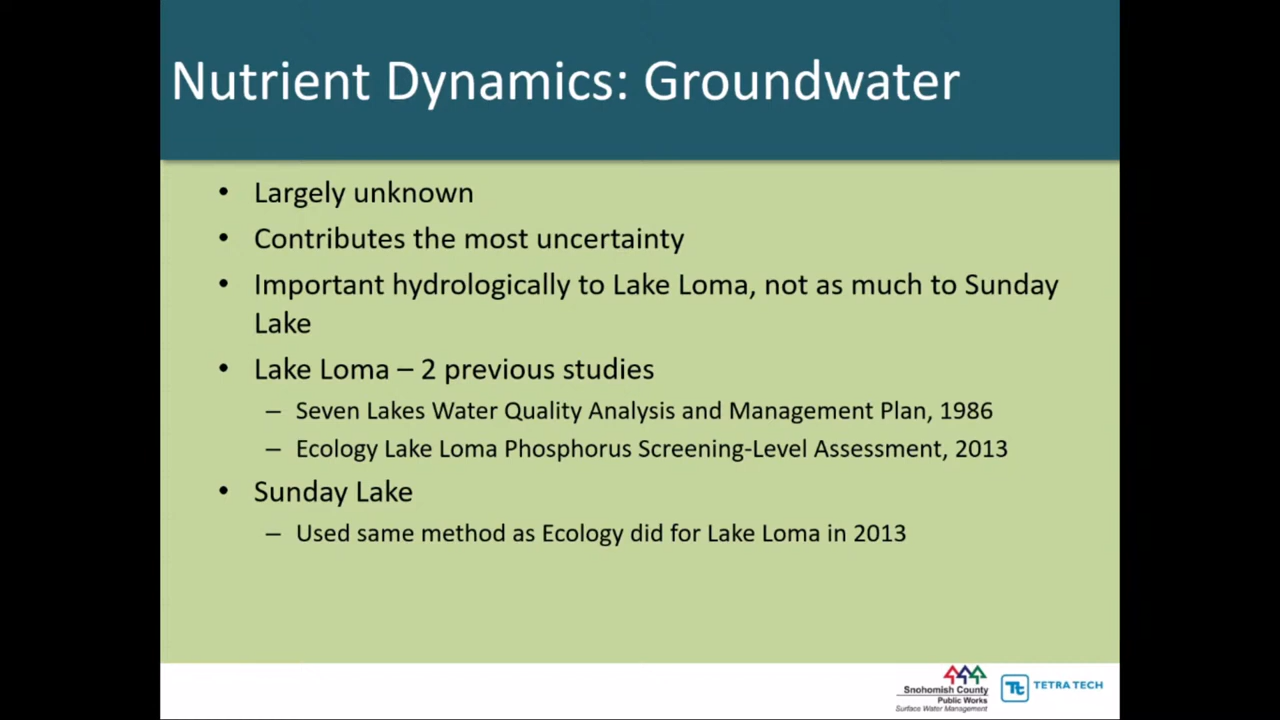 Nutrient Dynamics: Groundwater
• Largely unknown
• Contributes the most uncertainty
• Important hydrologically to Lake Loma, not as much to Sunday
Lake
• Lake Loma – 2 previous studies
– Seven Lakes Water Quality Analysis and Management Plan, 1986
– Ecology Lake Loma Phosphorus Screening-Level Assessment, 2013
• Sunday Lake
– Used same method as Ecology did for Lake Loma in 2013
Snohomish County
Public Works
Surface Water Management
Tt TETRA TECH